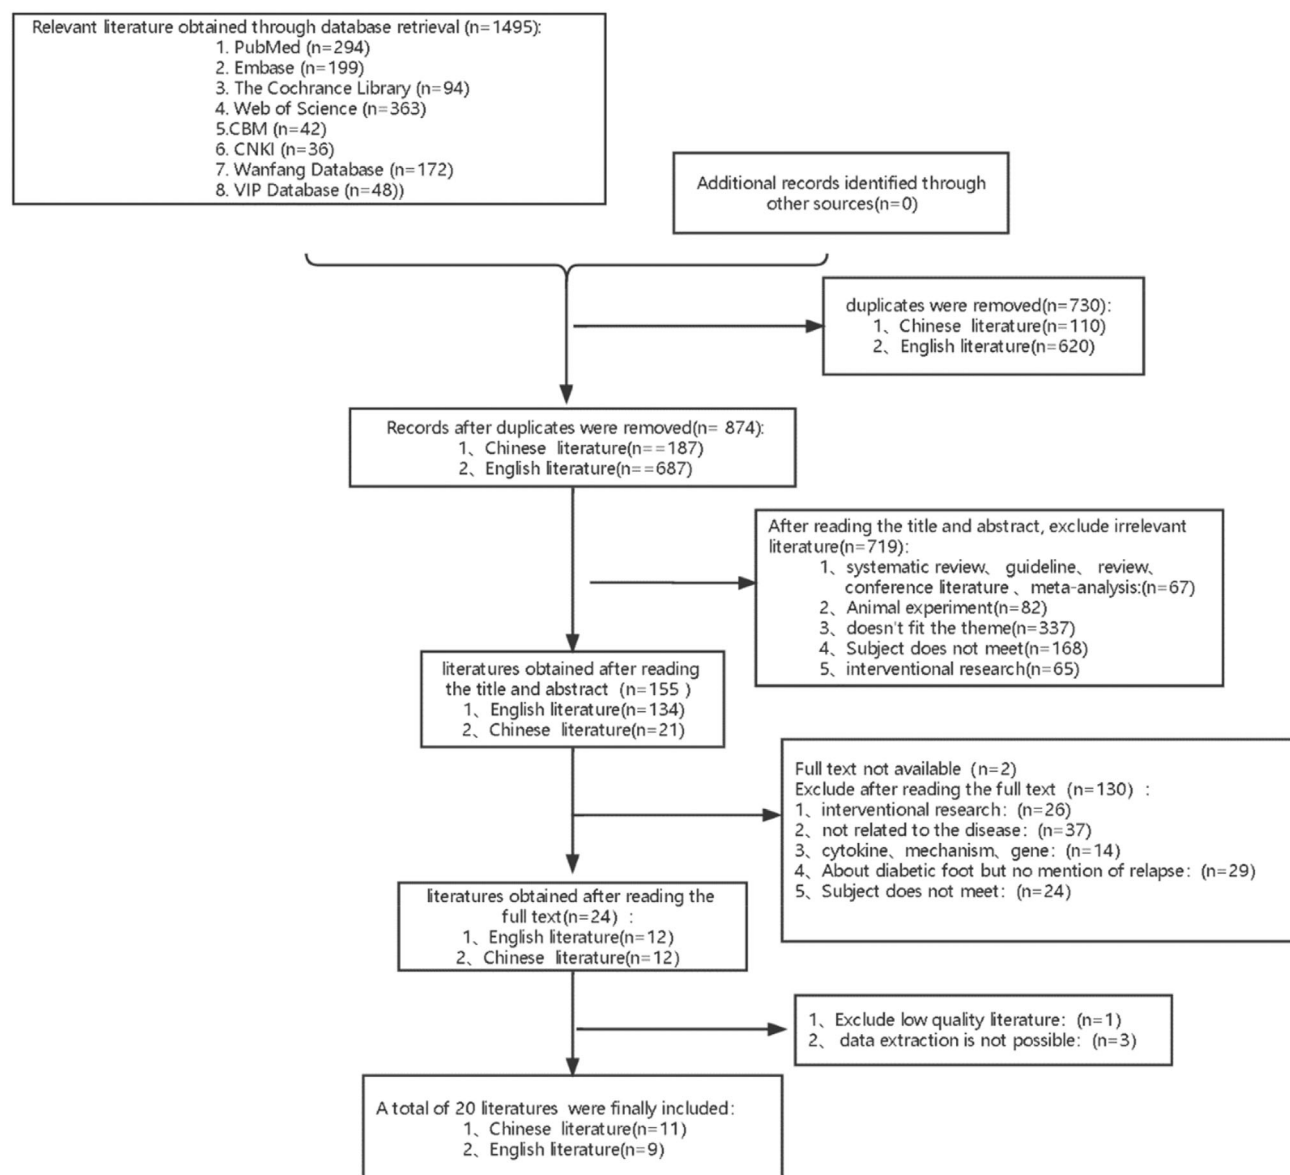 Relevant literature obtained through database retrieval (n=1495):
1. PubMed (n=294)
2. Embase (n=199)
3. The Cochrance Library (n=94)
4. Web of Science (n=363)
5.CBM (n=42)
6. CNKI (n=36)
7. Wanfang Database (n=172)
8. VIP Database (n=48))
Additional records identified through
other sources(n=0)
duplicates were removed(n=730):
1、Chinese literature(n=110)
2、English literature(n=620)
Records after duplicates were removed(n= 874):
1、Chinese literature(n==187)
2、English literature(n==687)
After reading the title and abstract, exclude irrelevant
literature(n=719):
1、systematic review、guideline、review、
conference literature、meta-analysis:(n=67)
2、Animal experiment(n=82)
3、doesn't fit the theme(n=337)
4、Subject does not meet(n=168)
5、interventional research(n=65)
literatures obtained after reading
the title and abstract（n=155 ）
1、English literature(n=134)
2、Chinese literature(n=21)
Full text not available（n=2)
Exclude after reading the full text（n=130）:
1、interventional research:（n=26)
2、not related to the disease:（n=37)
3、cytokine、mechanism、gene:（n=14)
4、About diabetic foot but no mention of relapse:（n=29)
5、Subject does not meet:（n=24)
literatures obtained after reading the
full text(n=24）:
1、English literature(n=12)
2、Chinese literature(n=12)
1、Exclude low quality literature:（n=1)
2、data extraction is not possible:（n=3)
A total of 20 literatures were finally included:
1、Chinese literature(n=11)
2、English literature(n=9)